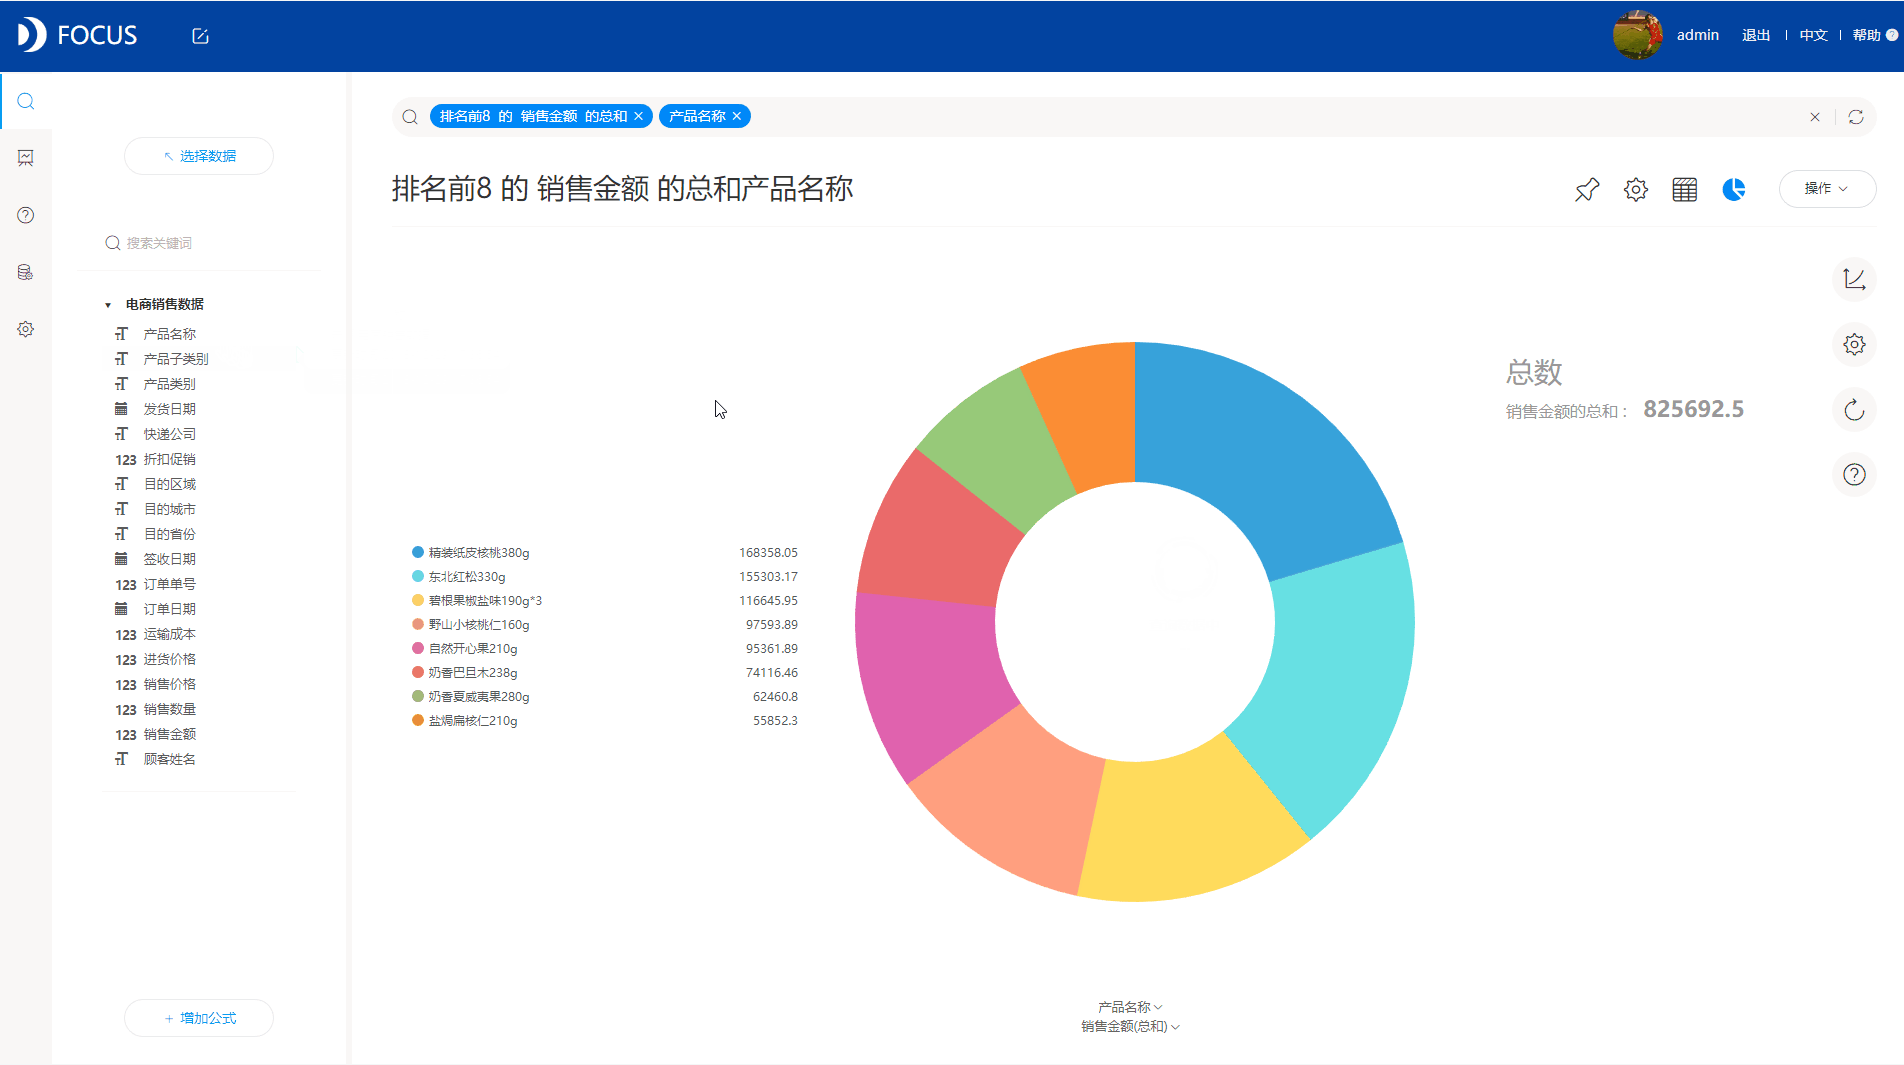 FOCUS
admin 退出 中文 帮助
排名前8 的 销售金额 的总和 产品名称
选择数据
排名前8 的 销售金额 的总和产品名称
操作
搜索关键词
电商销售数据
产品名称
产品子类别
产品类别
发货日期
快递公司
123 折扣促销
目的区域
目的城市
目的省份
签收日期
123 订单单号
订单日期
123 运输成本
123 进货价格
123 销售价格
123 销售数量
123 销售金额
顾客姓名
增加公式
精装纸皮核桃380g 168358.05
东北红松330g 155303.17
碧根果椒盐味190g*3 116645.95
野山小核桃仁160g 97593.89
自然开心果210g 95361.89
奶香巴旦木238g 74116.46
奶香夏威夷果280g 62460.8
盐焗扁核仁210g 55852.3
总数
销售金额的总和： 825692.5
产品名称
销售金额(总和)